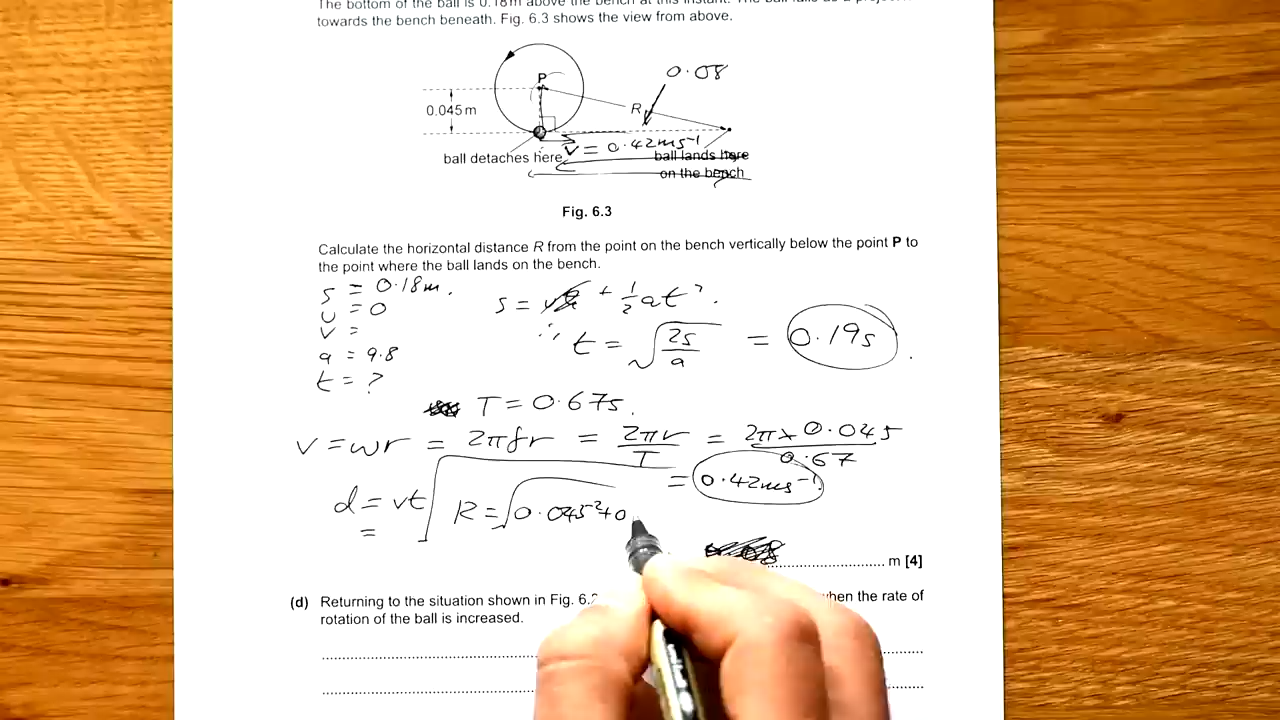 The bottom of the ball is 0.18m above the bench at this instant. The ball falls as a
towards the bench beneath. Fig. 6.3 shows the view from above.
0.08
P
0.045 m
R
v = 0.42ms⁻¹
ball detaches here
ball lands here
on the bench
Fig. 6.3
Calculate the horizontal distance R from the point on the bench vertically below the point P to
the point where the ball lands on the bench.
s = 0.18m.
u = 0
v =
a = 9.8
t = ?
s = + ½at².
∴ t = √2s/a = 0.19s
T = 0.67s.
v = ωr = 2πfr = 2πr/T = 2π×0.045/0.67
= 0.42ms⁻¹
d = vt
=
R = √0.045²+0
m [4]
(d) Returning to the situation shown in Fig. 6.2 when the rate of
rotation of the ball is increased.